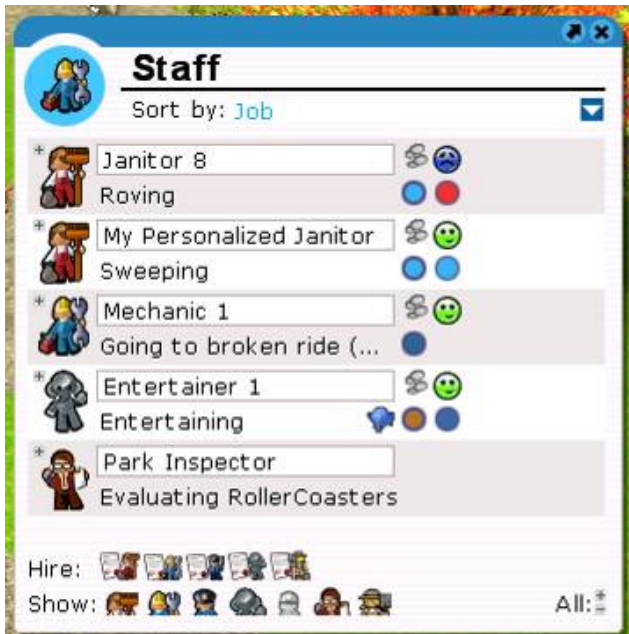 Staff
Sort by: Job
Janitor 8
Roving
My Personalized Janitor
Sweeping
Mechanic 1
Going to broken ride (...
Entertainer 1
Entertaining
Park Inspector
Evaluating RollerCoasters
Hire:
Show:
All: